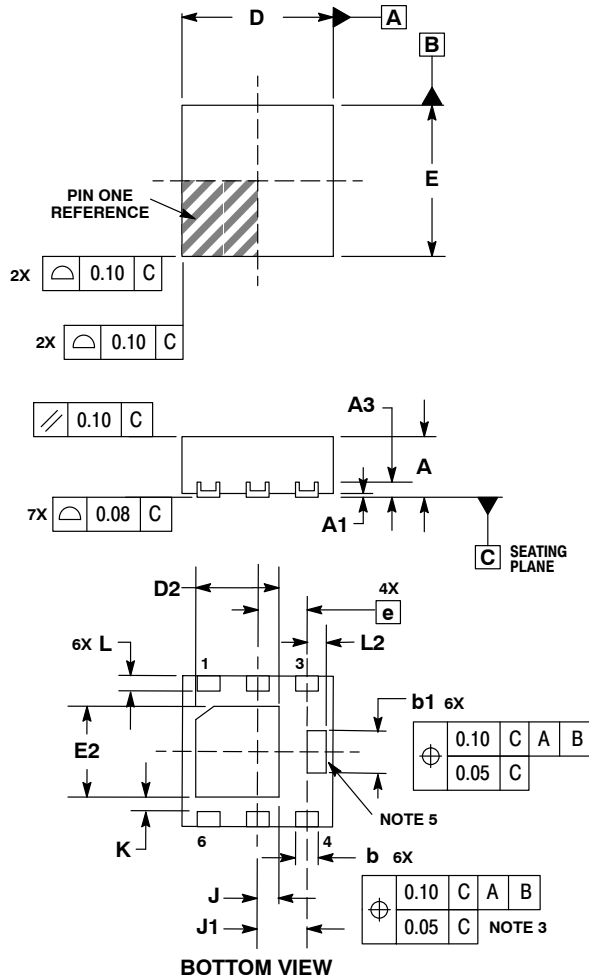 D
A
B
E
PIN ONE
REFERENCE
2X ⌓ 0.10 C
2X ⌓ 0.10 C
// 0.10 C
A3
A
7X ⌓ 0.08 C
A1
C SEATING
PLANE
D2
4X
e
L2
6X L
1
3
b1 6X
⌖ 0.10 C A B
0.05 C
E2
NOTE 5
K
6
4
b 6X
J
⌖ 0.10 C A B
0.05 C NOTE 3
J1
BOTTOM VIEW